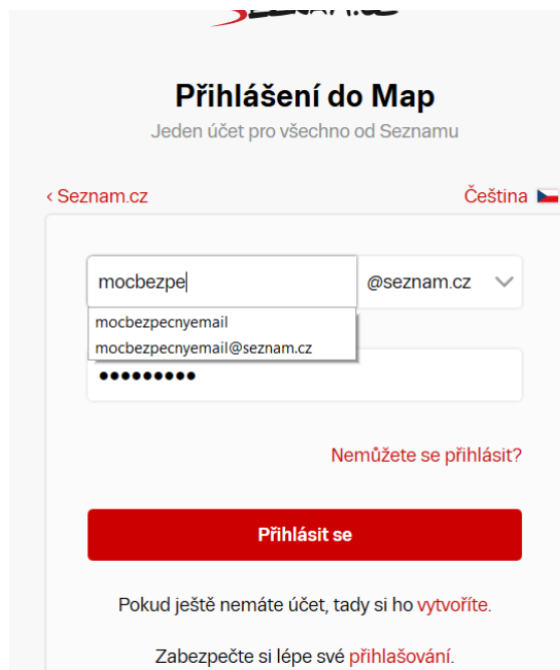 Přihlášení do Map
Jeden účet pro všechno od Seznamu
‹ Seznam.cz
Čeština
mocbezpe
@seznam.cz
mocbezpecnyemail
mocbezpecnyemail@seznam.cz
•••••••••
Nemůžete se přihlásit?
Přihlásit se
Pokud ještě nemáte účet, tady si ho vytvoříte.
Zabezpečte si lépe své přihlašování.